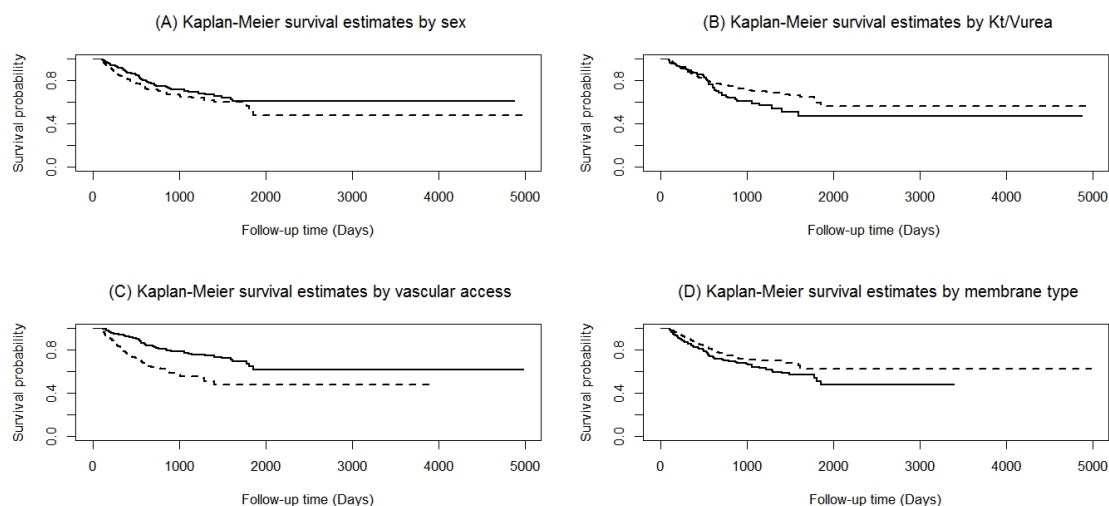 (A) Kaplan-Meier survival estimates by sex
Survival probability
0.0 0.4 0.8
0 1000 2000 3000 4000 5000
Follow-up time (Days)
(B) Kaplan-Meier survival estimates by Kt/Vurea
Survival probability
0.0 0.4 0.8
0 1000 2000 3000 4000 5000
Follow-up time (Days)
(C) Kaplan-Meier survival estimates by vascular access
Survival probability
0.0 0.4 0.8
0 1000 2000 3000 4000 5000
Follow-up time (Days)
(D) Kaplan-Meier survival estimates by membrane type
Survival probability
0.0 0.4 0.8
0 1000 2000 3000 4000 5000
Follow-up time (Days)